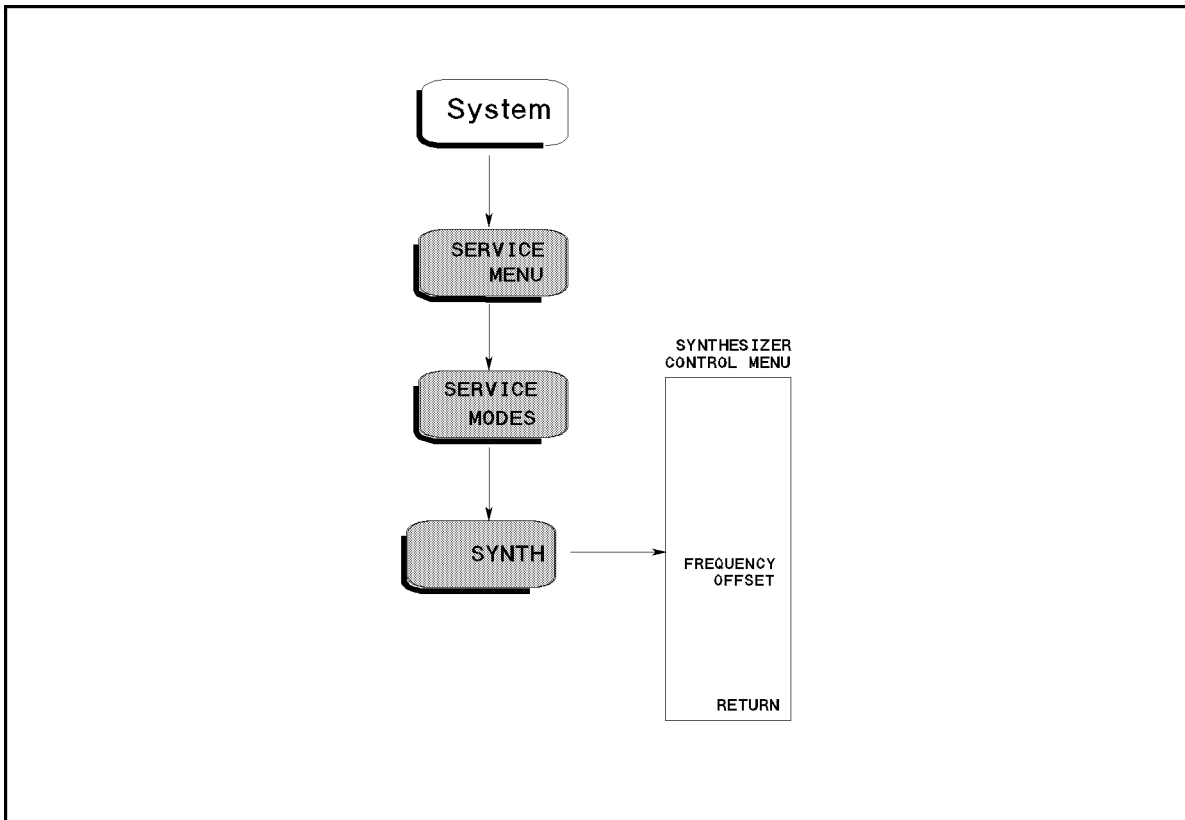 System
SERVICE
MENU
SERVICE
MODES
SYNTH
SYNTHESIZER
CONTROL MENU
FREQUENCY
OFFSET
RETURN